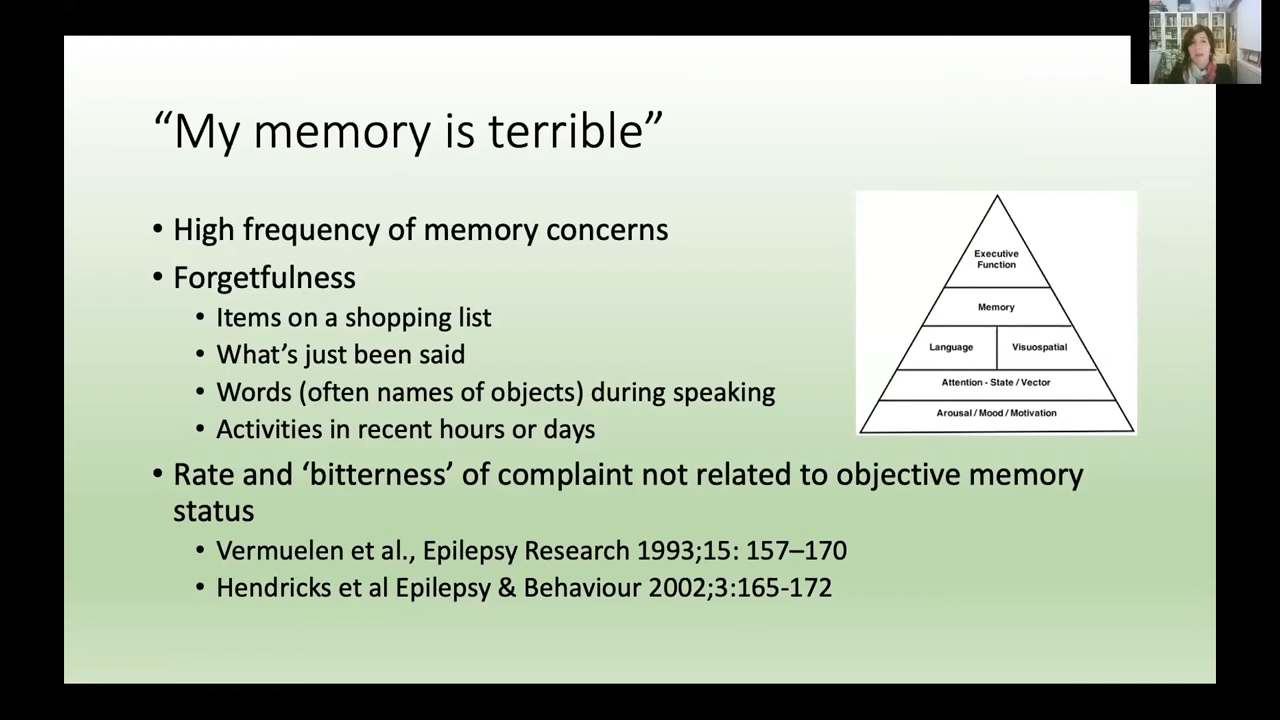 “My memory is terrible”
• High frequency of memory concerns
• Forgetfulness
• Items on a shopping list
• What’s just been said
• Words (often names of objects) during speaking
• Activities in recent hours or days
• Rate and ‘bitterness’ of complaint not related to objective memory
status
• Vermuelen et al., Epilepsy Research 1993;15: 157–170
• Hendricks et al Epilepsy & Behaviour 2002;3:165-172
Executive
Function
Memory
Language
Visuospatial
Attention - State / Vector
Arousal / Mood / Motivation